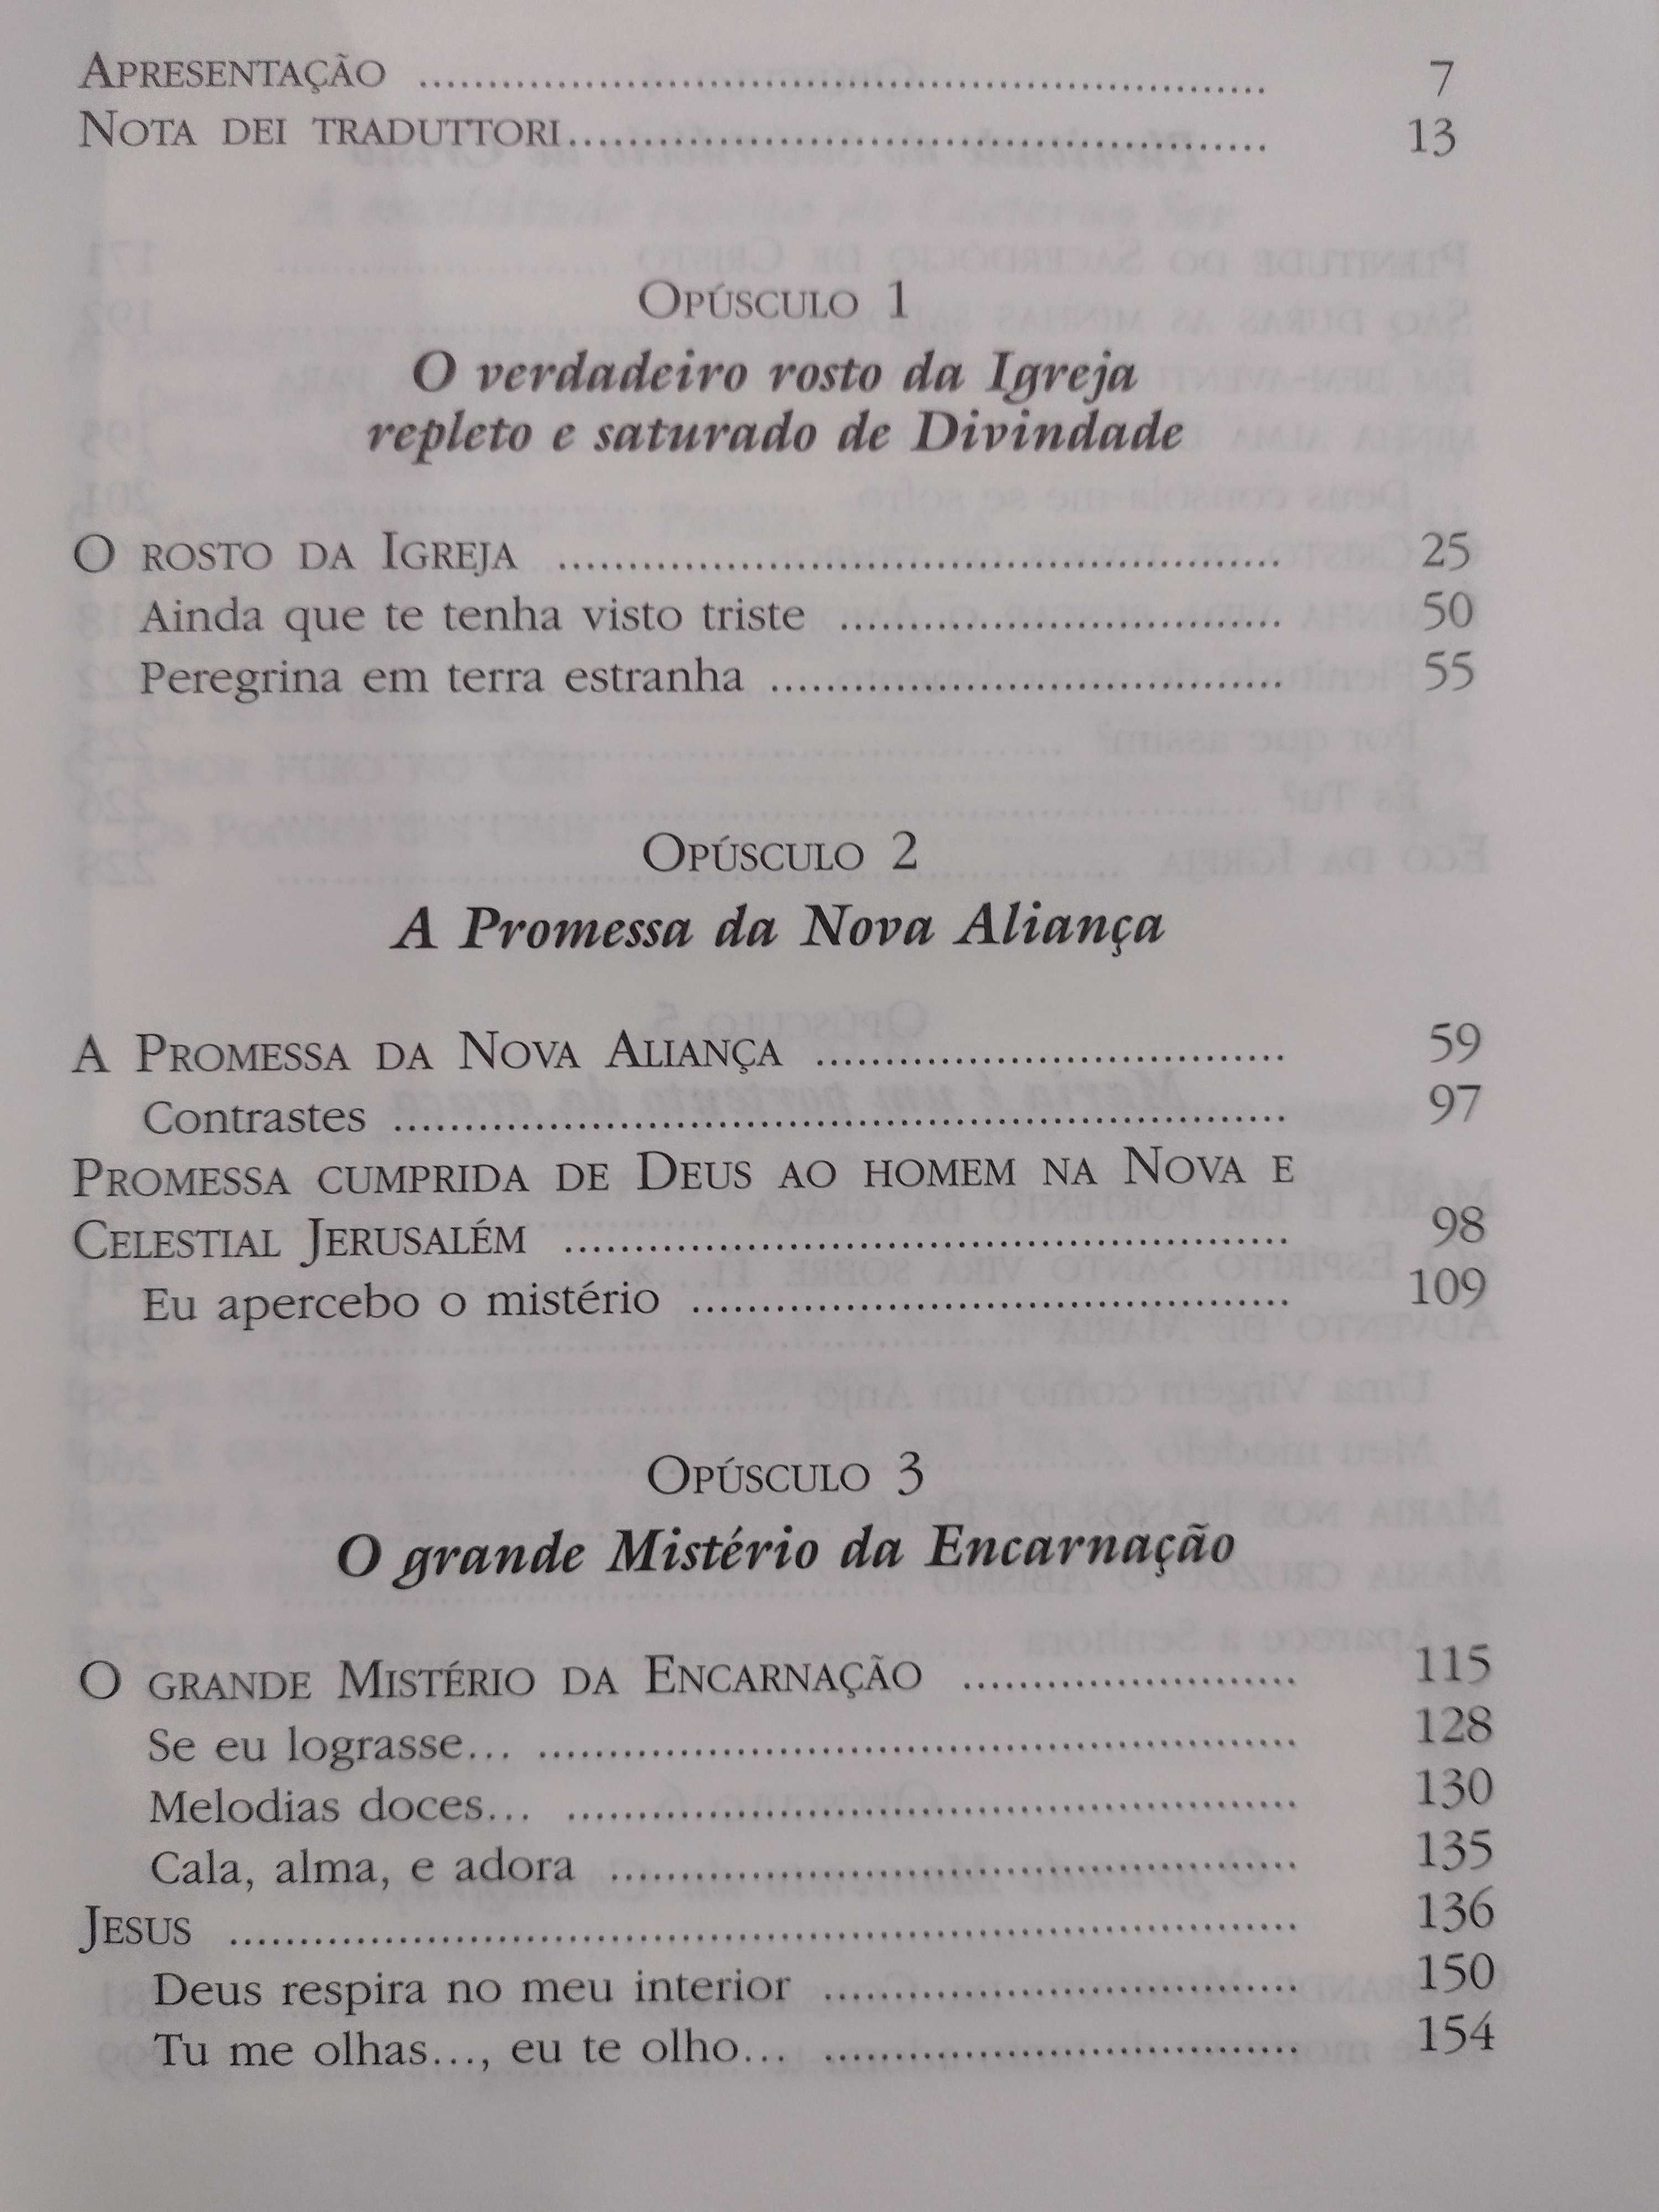 Apresentação ............................................................ 7
Nota dei traduttori.................................................. 13
Opúsculo 1
O verdadeiro rosto da Igreja
repleto e saturado de Divindade
O rosto da Igreja .................................................... 25
Ainda que te tenha visto triste ................................ 50
Peregrina em terra estranha ..................................... 55
Opúsculo 2
A Promessa da Nova Aliança
A Promessa da Nova Aliança .................................. 59
Contrastes ................................................................ 97
Promessa cumprida de Deus ao homem na Nova e
Celestial Jerusalém .................................................... 98
Eu apercebo o mistério ........................................... 109
Opúsculo 3
O grande Mistério da Encarnação
O grande Mistério da Encarnação ........................ 115
Se eu lograsse... ...................................................... 128
Melodias doces... .................................................... 130
Cala, alma, e adora ................................................. 135
Jesus ............................................................................ 136
Deus respira no meu interior .................................. 150
Tu me olhas..., eu te olho... .................................. 154